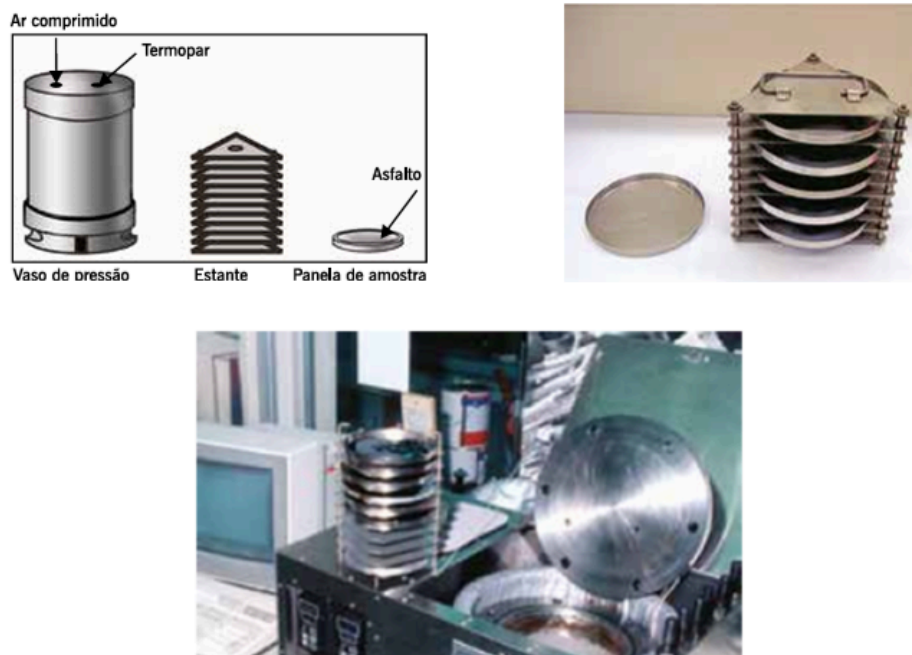 Ar comprimido
Termopar
Asfalto
Vaso de pressão
Estante
Panela de amostra